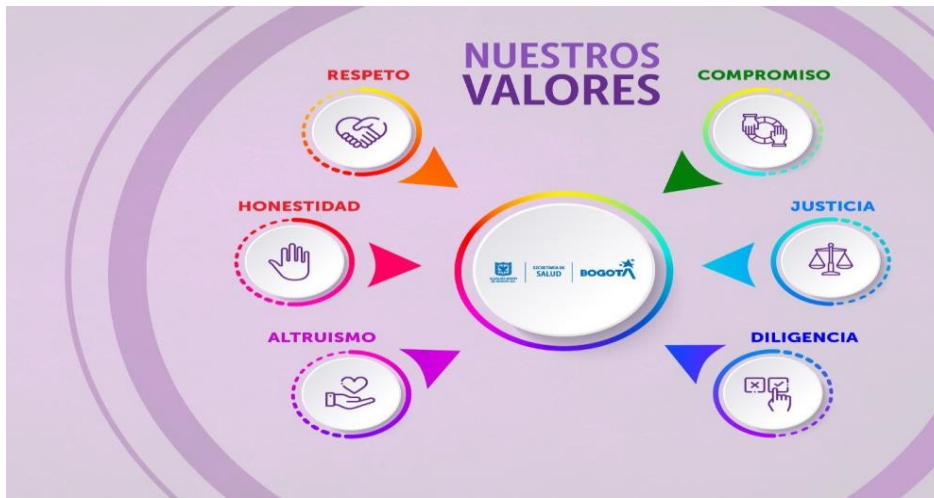 NUESTROS
VALORES
RESPETO
COMPROMISO
HONESTIDAD
JUSTICIA
SECRETARÍA DE
SALUD
BOGOTÁ
ALTRUISMO
DILIGENCIA